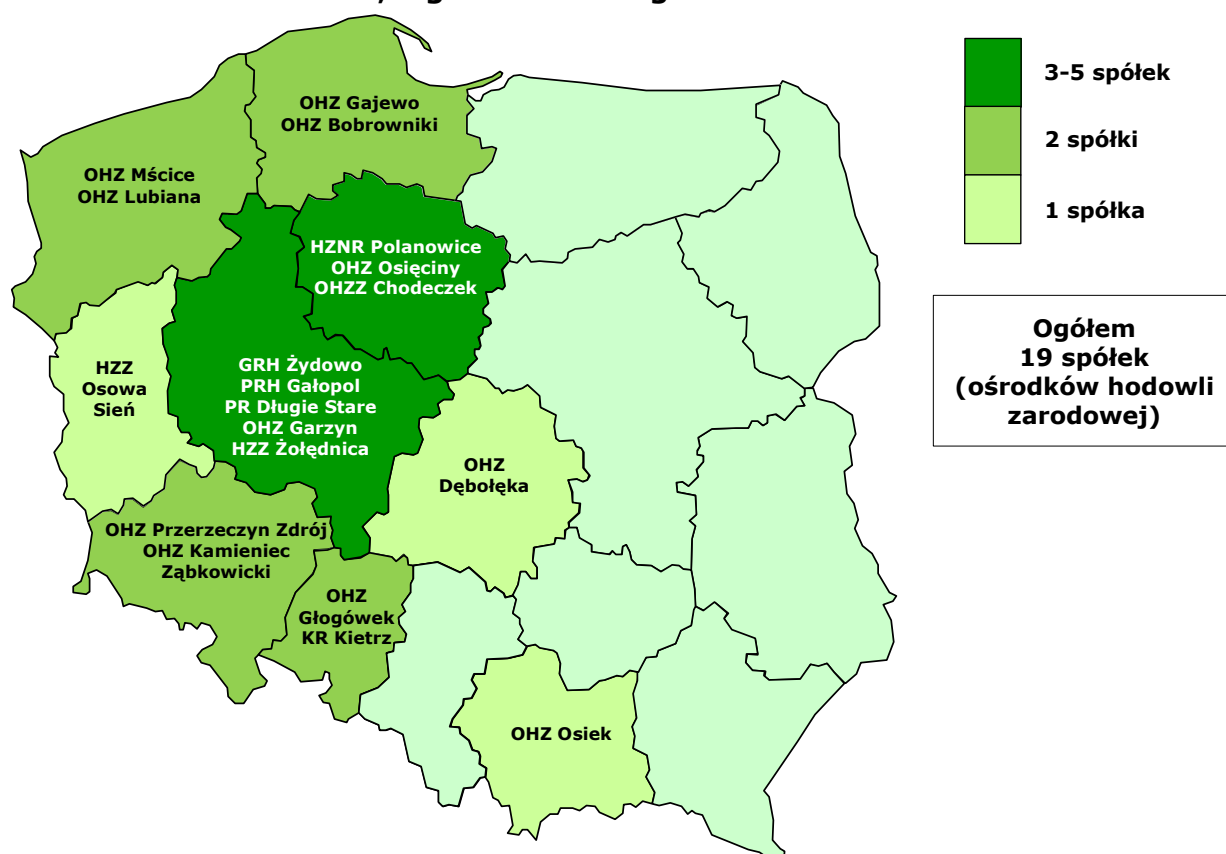 OHZ Gajewo
OHZ Bobrowniki
OHZ Mścice
OHZ Lubiana
HZNR Polanowice
OHZ Osięciny
OHZZ Chodeczek
HZZ
Osowa
Sień
GRH Żydowo
PRH Gałopol
PR Długie Stare
OHZ Garzyn
HZZ Żołędnica
OHZ
Dębołęka
OHZ Przerzeczyn Zdrój
OHZ Kamieniec
Ząbkowicki
OHZ
Głogówek
KR Kietrz
OHZ Osiek
3-5 spółek
2 spółki
1 spółka
Ogółem
19 spółek
(ośrodków hodowli
zarodowej)